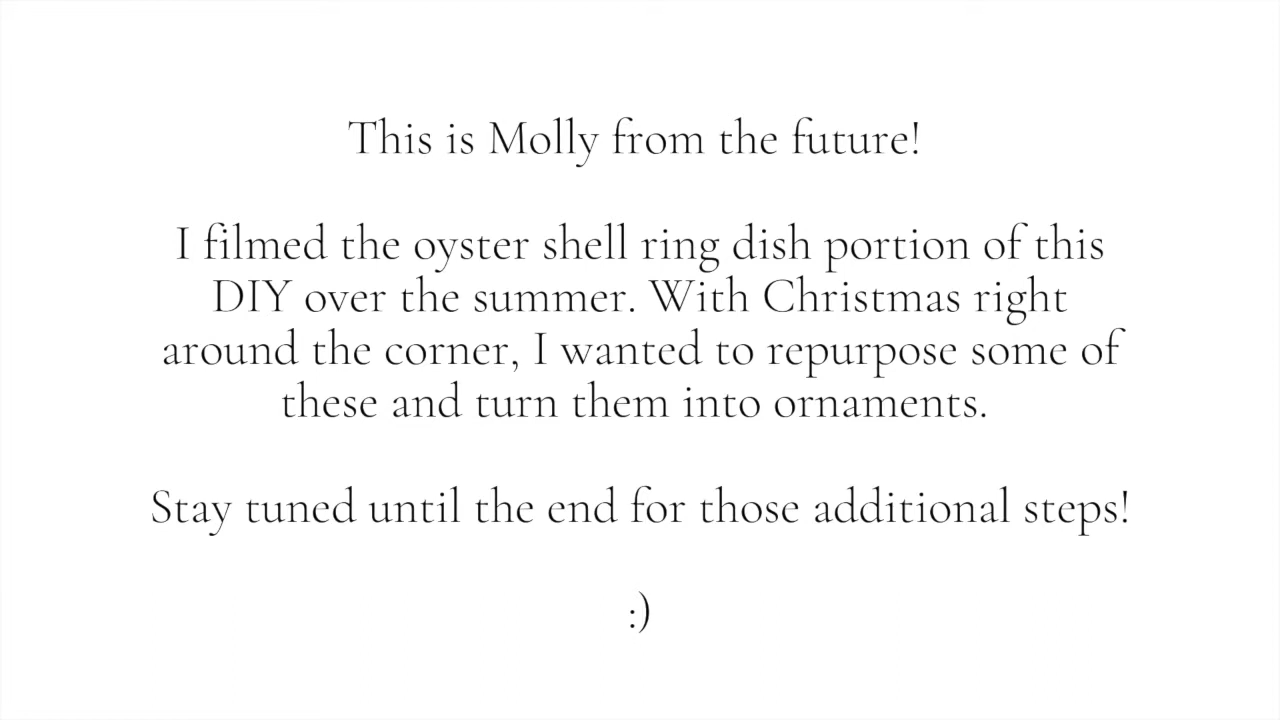 This is Molly from the future!
I filmed the oyster shell ring dish portion of this
DIY over the summer. With Christmas right
around the corner, I wanted to repurpose some of
these and turn them into ornaments.
Stay tuned until the end for those additional steps!
:)